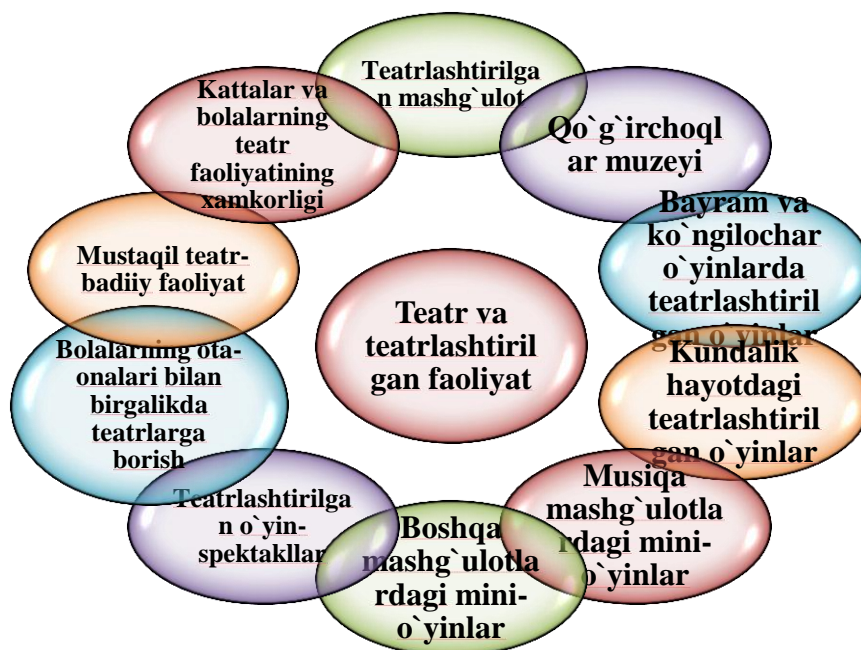 Teatrlashtirilga
n mashg`ulot
Qo`g`irchoql
ar muzeyi
Bayram va
ko`ngilochar
o`yinlarda
teatrlashtiril
gan o`yinlar
Kundalik
hayotdagi
teatrlashtiril
gan o`yinlar
Musiqa
mashg`ulotla
rdagi mini-
o`yinlar
Boshqa
mashg`ulotla
rdagi mini-
o`yinlar
Teatrlashtirilga
n o`yin-
spektakllar
Bolalarning ota-
onalari bilan
birgalikda
teatrlarga
borish
Mustaqil teatr-
badiiy faoliyat
Kattalar va
bolalarning
teatr
faoliyatining
xamkorligi
Teatr va
teatrlashtiril
gan faoliyat